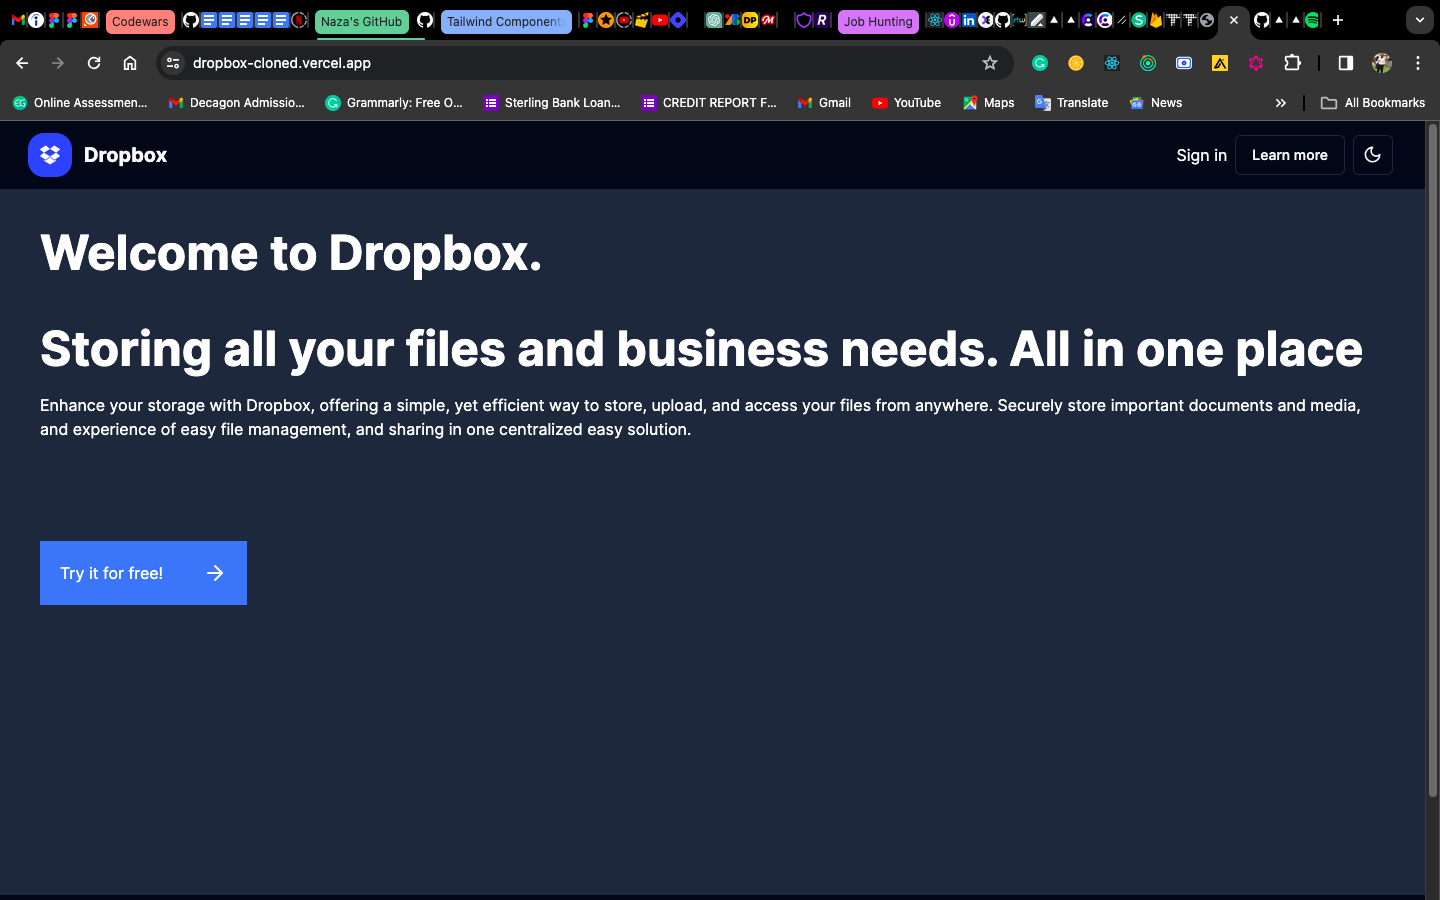 Codewars
Naza's GitHub
Tailwind Component
DP
Job Hunting
dropbox-cloned.vercel.app
Online Assessmen...
Decagon Admissio...
Grammarly: Free O...
Sterling Bank Loan...
CREDIT REPORT F...
Gmail
YouTube
Maps
Translate
News
All Bookmarks
Dropbox
Sign in
Learn more
Welcome to Dropbox.
Storing all your files and business needs. All in one place
Enhance your storage with Dropbox, offering a simple, yet efficient way to store, upload, and access your files from anywhere. Securely store important documents and media,
and experience of easy file management, and sharing in one centralized easy solution.
Try it for free!